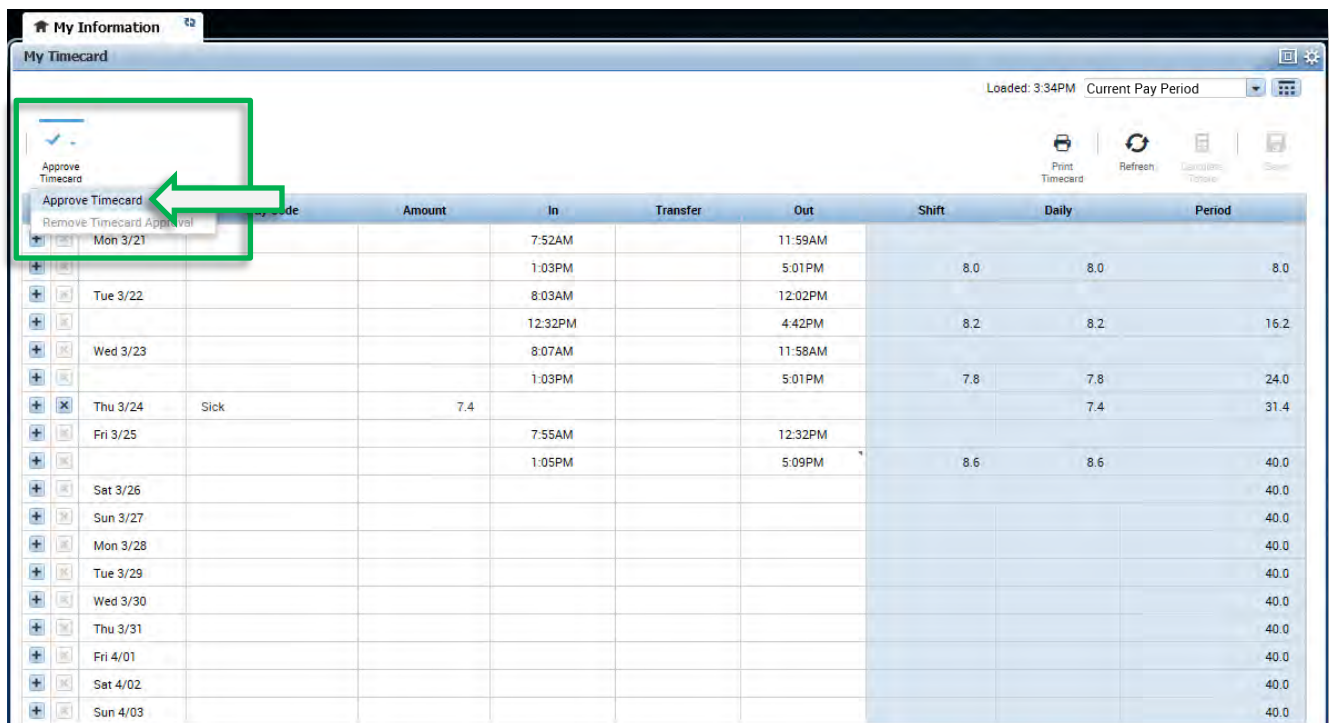 My Information
My Timecard
Loaded: 3:34PM Current Pay Period
Approve
Timecard
Print
Timecard
Refresh
Calculate
Totals
Save
Approve Timecard
Remove Timecard Approval
Code Amount In Transfer Out Shift Daily Period
Mon 3/21 7:52AM 11:59AM
1:03PM 5:01PM 8.0 8.0 8.0
Tue 3/22 8:03AM 12:02PM
12:32PM 4:42PM 8.2 8.2 16.2
Wed 3/23 8:07AM 11:58AM
1:03PM 5:01PM 7.8 7.8 24.0
Thu 3/24 Sick 7.4 7.4 31.4
Fri 3/25 7:55AM 12:32PM
1:05PM 5:09PM 8.6 8.6 40.0
Sat 3/26 40.0
Sun 3/27 40.0
Mon 3/28 40.0
Tue 3/29 40.0
Wed 3/30 40.0
Thu 3/31 40.0
Fri 4/01 40.0
Sat 4/02 40.0
Sun 4/03 40.0